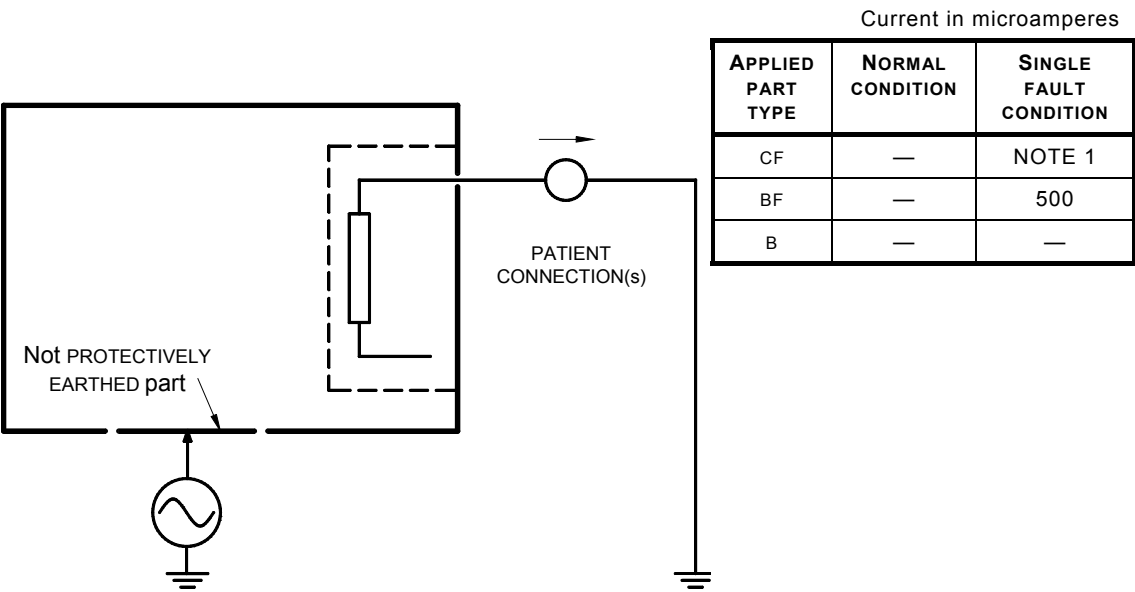 Current in microamperes
APPLIED PART TYPE | NORMAL CONDITION | SINGLE FAULT CONDITION
CF | — | NOTE 1
BF | — | 500
B | — | —
PATIENT
CONNECTION(s)
Not PROTECTIVELY
EARTHED part